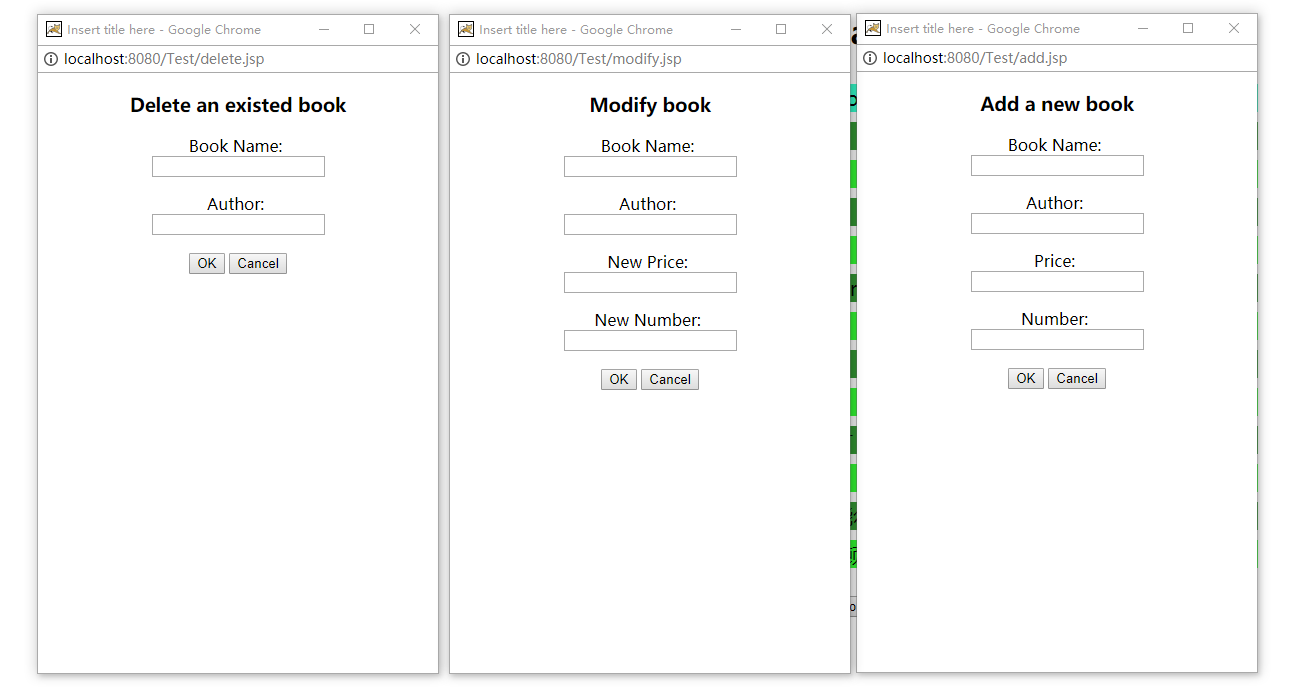 Insert title here - Google Chrome
localhost:8080/Test/delete.jsp
Delete an existed book
Book Name:
Author:
OK Cancel
Insert title here - Google Chrome
localhost:8080/Test/modify.jsp
Modify book
Book Name:
Author:
New Price:
New Number:
OK Cancel
Insert title here - Google Chrome
localhost:8080/Test/add.jsp
Add a new book
Book Name:
Author:
Price:
Number:
OK Cancel